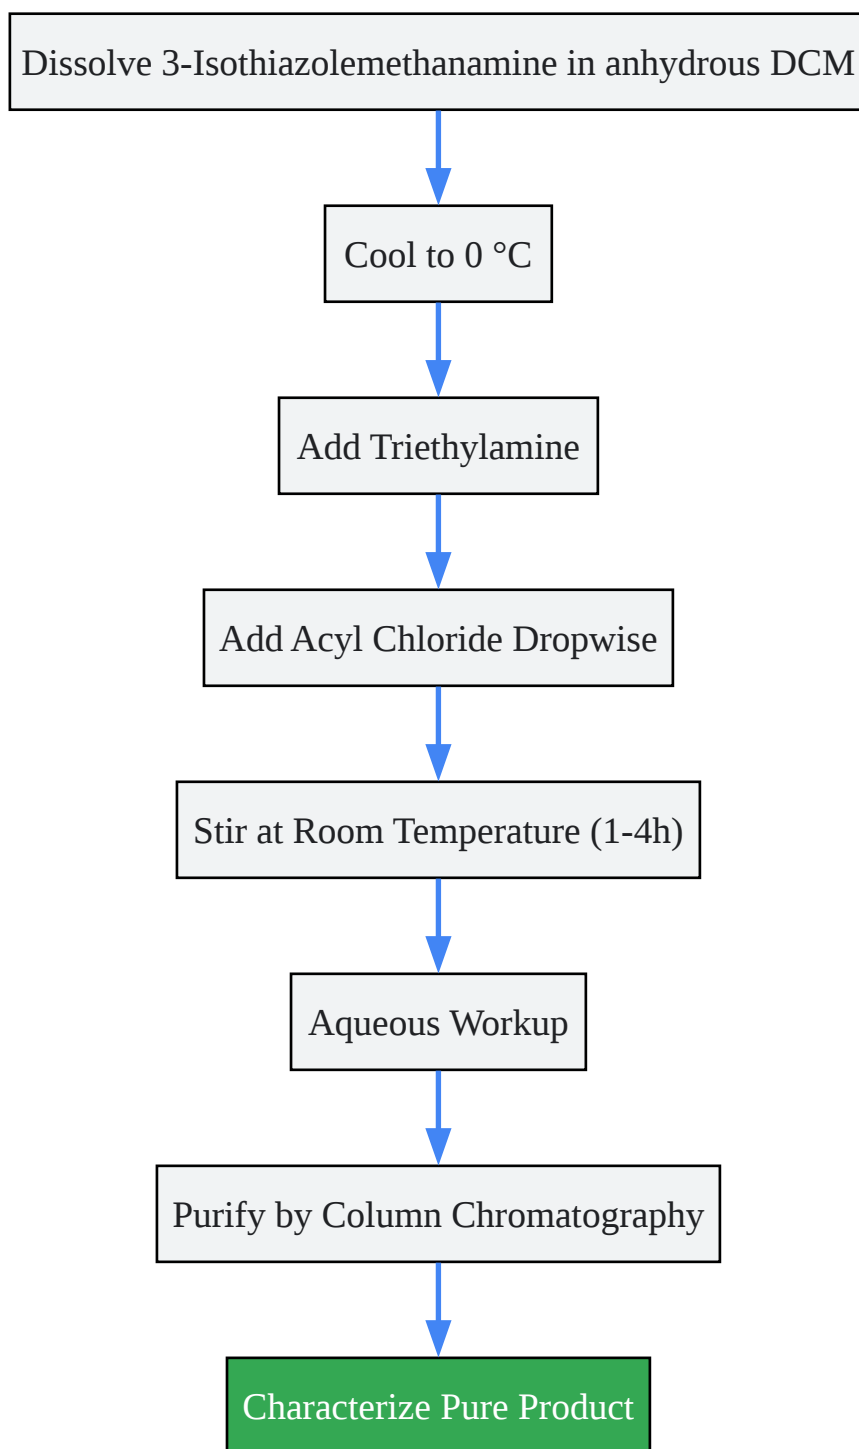 Dissolve 3-Isothiazolemethanamine in anhydrous DCM
Cool to 0 °C
Add Triethylamine
Add Acyl Chloride Dropwise
Stir at Room Temperature (1-4h)
Aqueous Workup
Purify by Column Chromatography
Characterize Pure Product